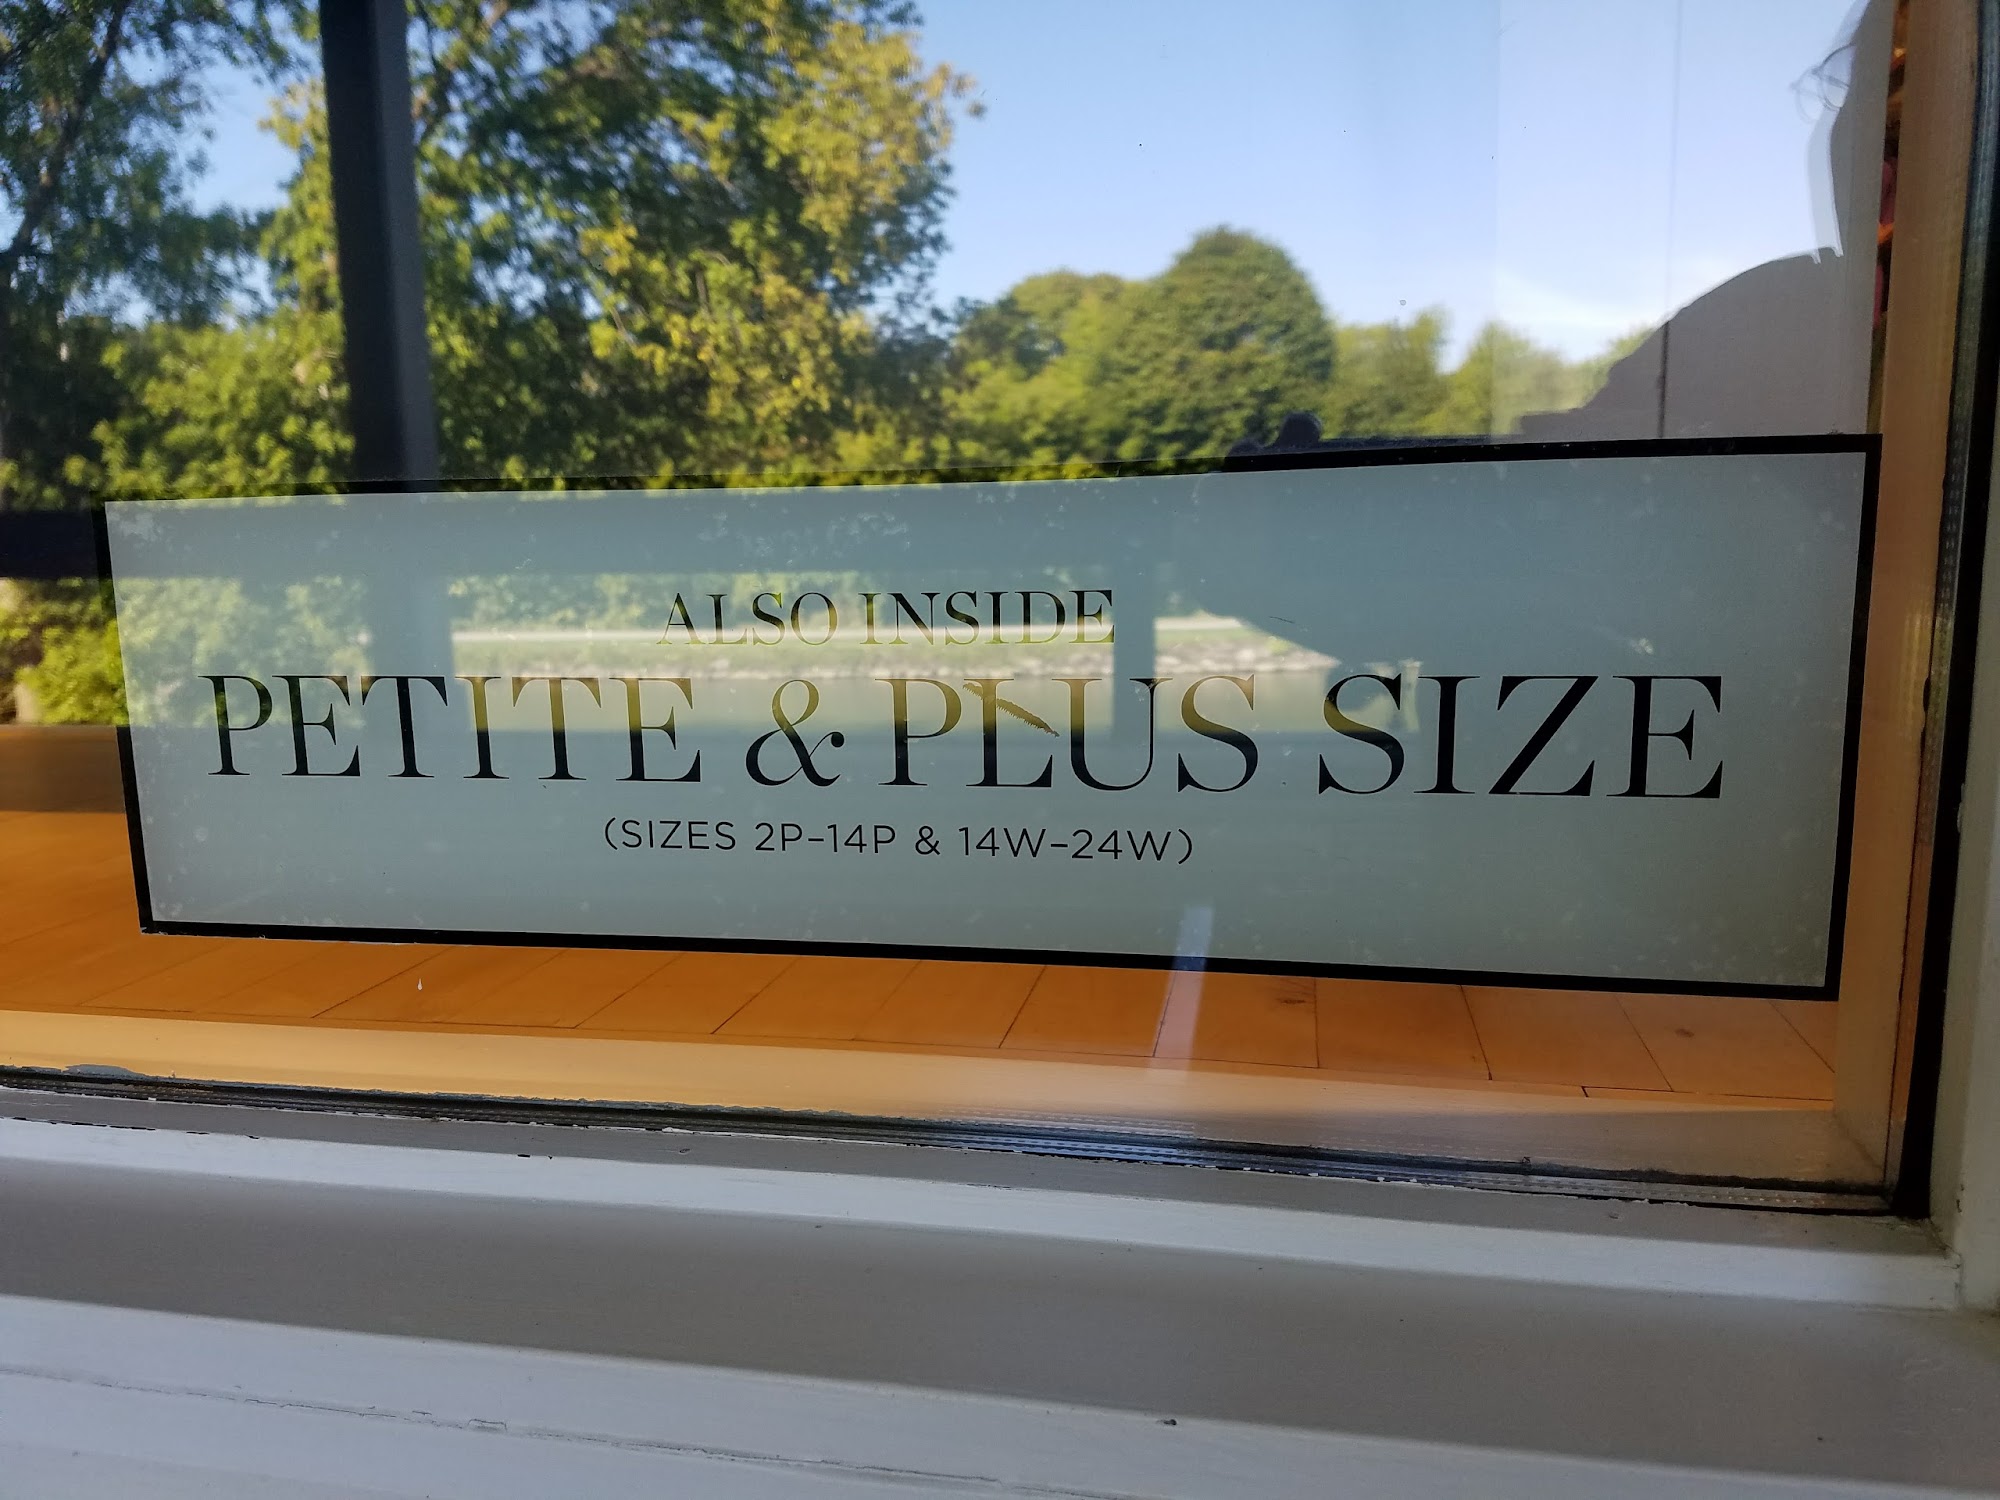 ALSO INSIDE
PETITE & PLUS SIZE
(SIZES 2P–14P & 14W–24W)